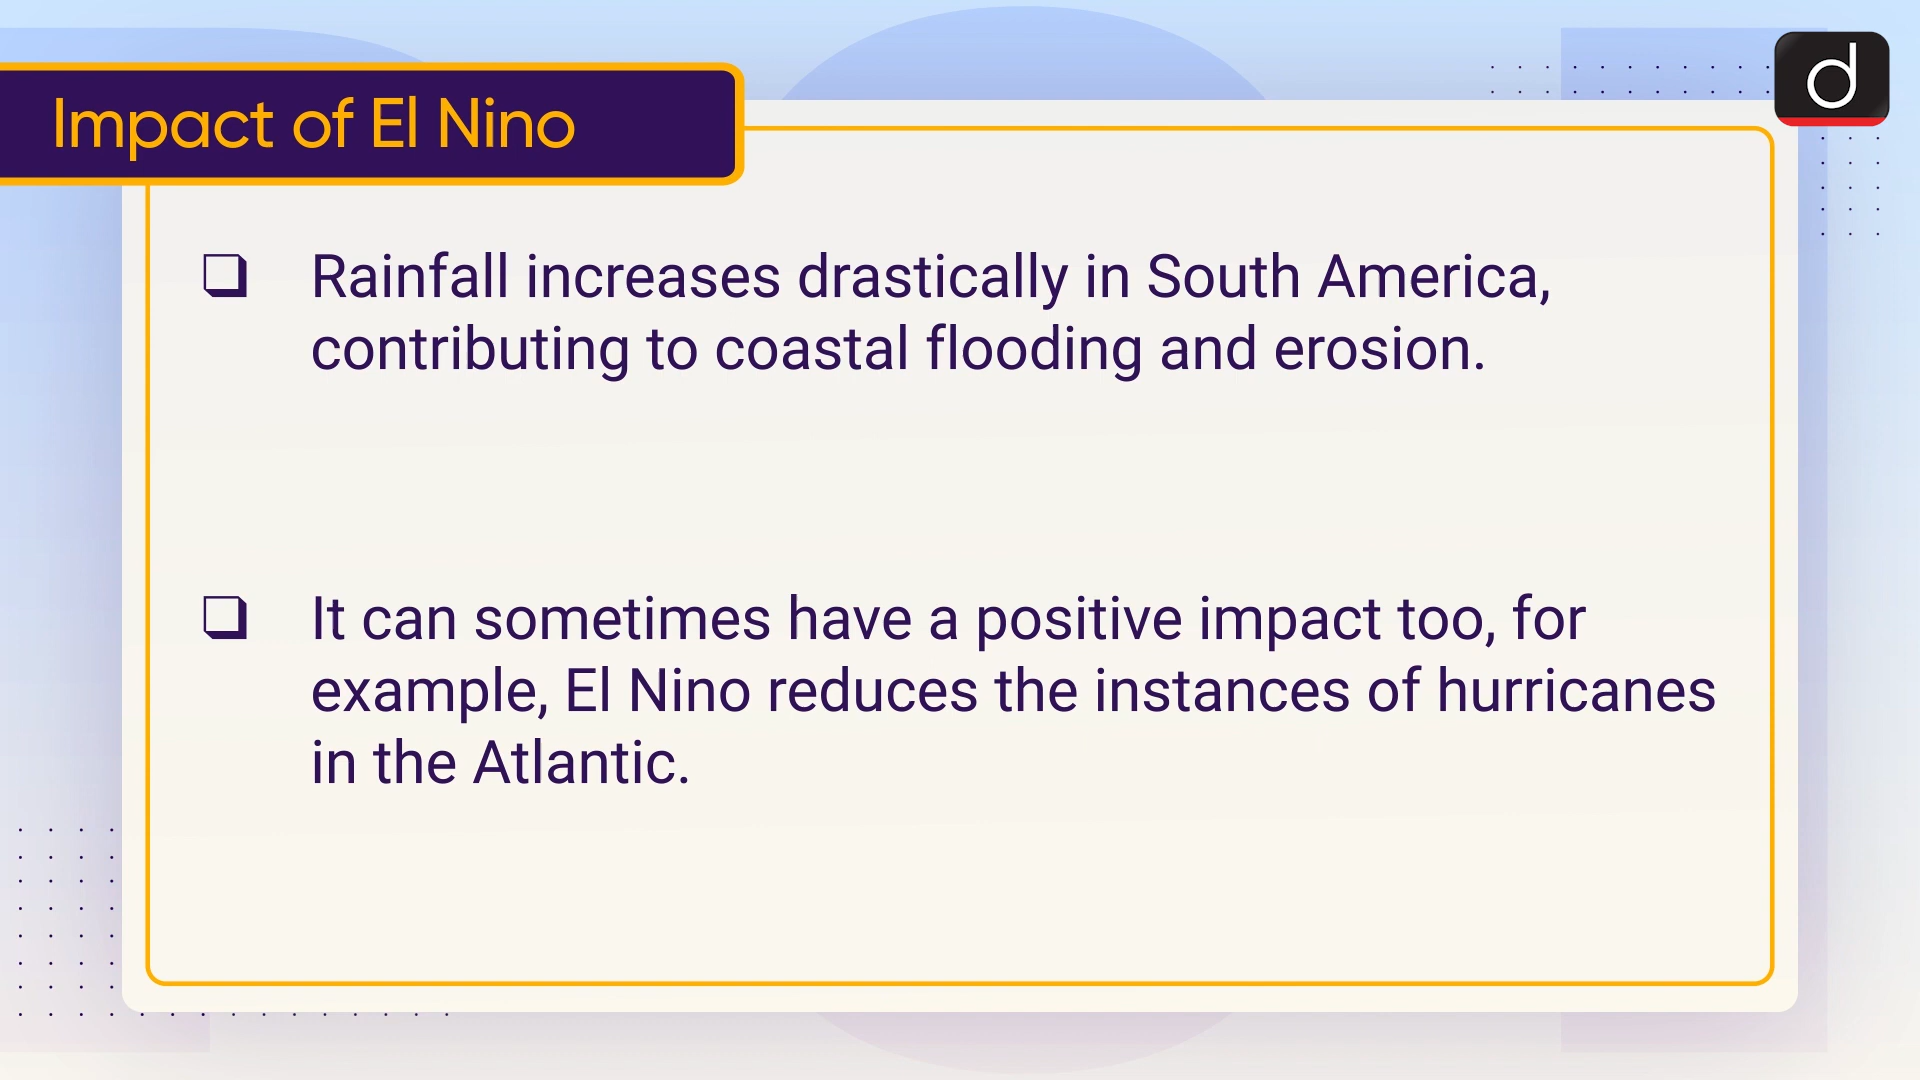 Impact of El Nino
d
❑ Rainfall increases drastically in South America,
contributing to coastal flooding and erosion.
❑ It can sometimes have a positive impact too, for
example, El Nino reduces the instances of hurricanes
in the Atlantic.